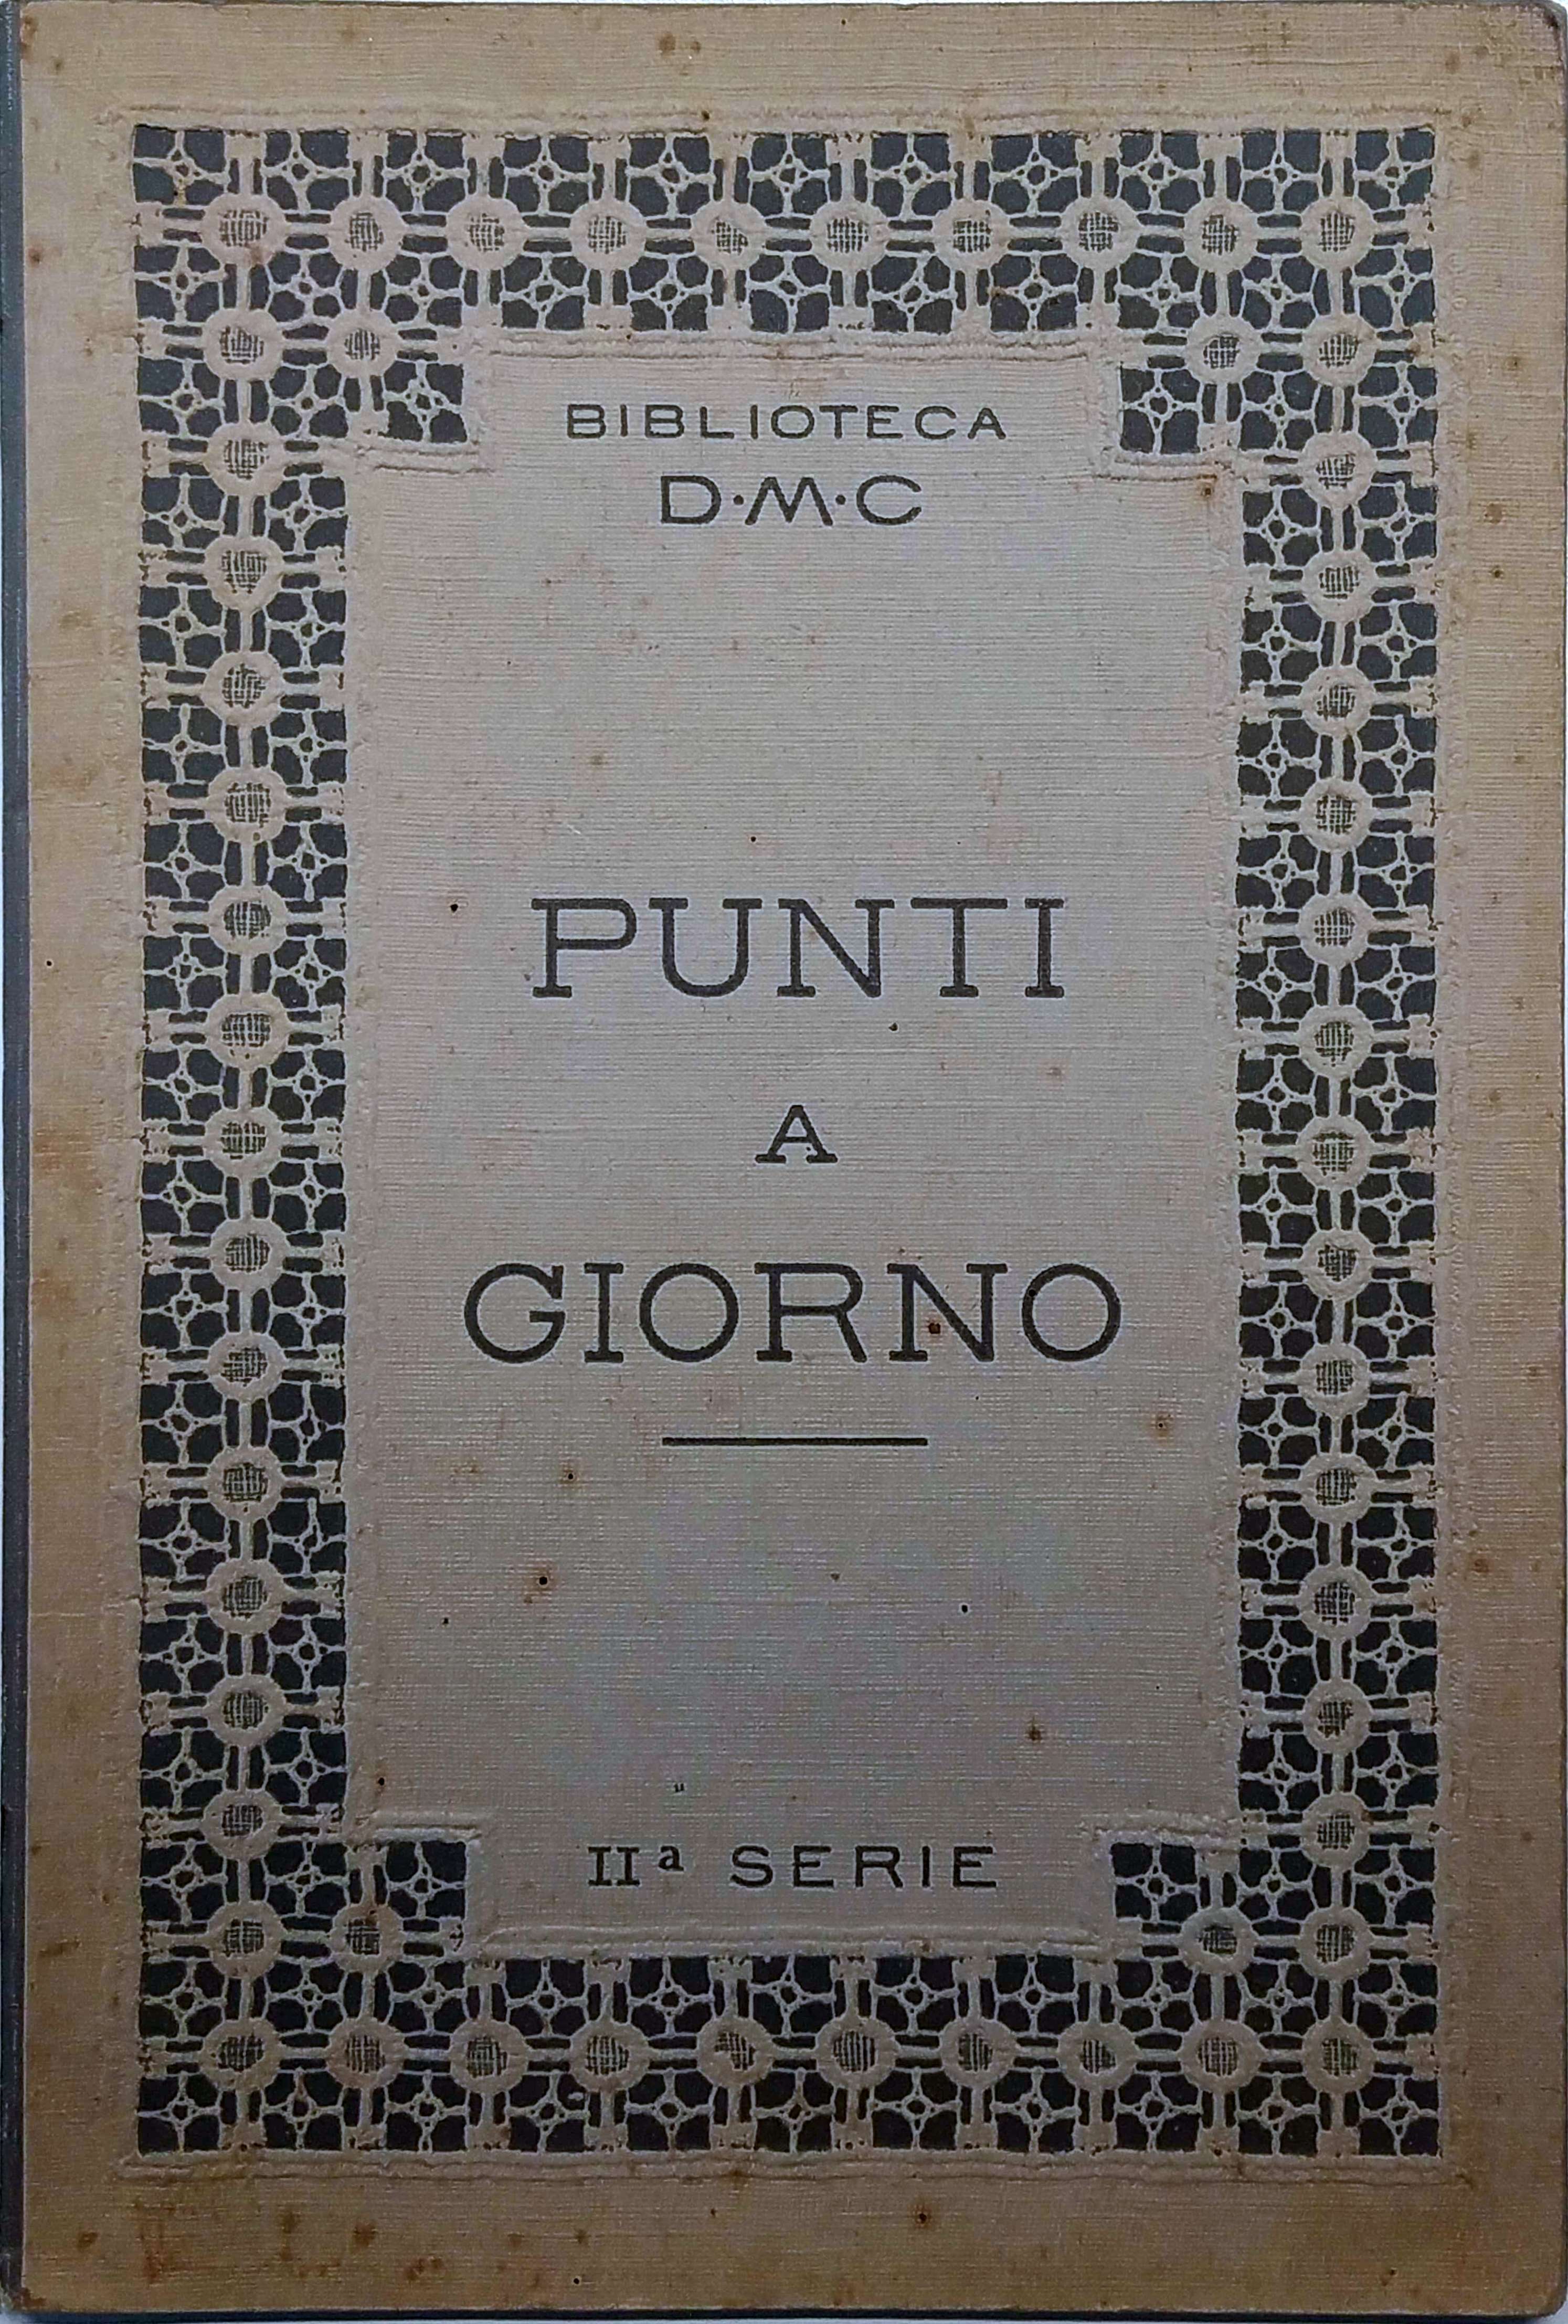 BIBLIOTECA
D·M·C
PUNTI
A
GIORNO
IIª SERIE